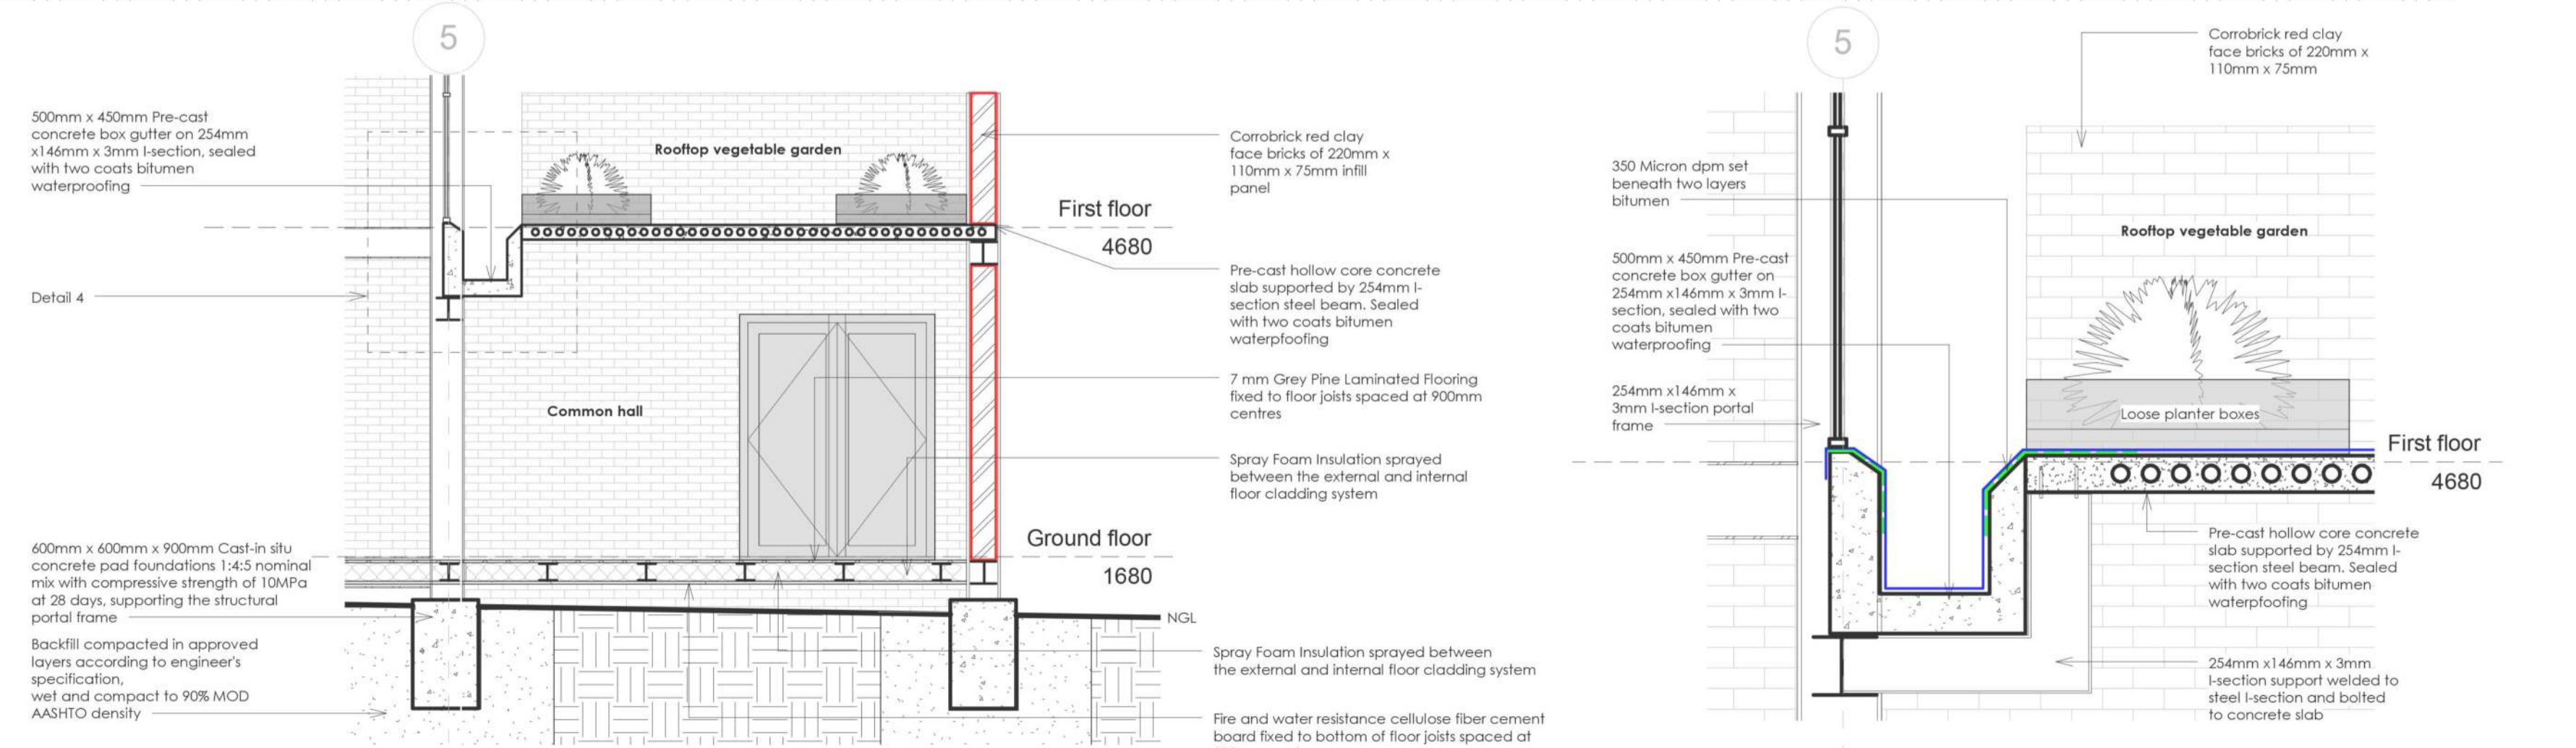 5
500mm x 450mm Pre-cast
concrete box gutter on 254mm
x146mm x 3mm I-section, sealed
with two coats bitumen
waterproofing
Detail 4
600mm x 600mm x 900mm Cast-in situ
concrete pad foundations 1:4:5 nominal
mix with compressive strength of 10MPa
at 28 days, supporting the structural
portal frame
Backfill compacted in approved
layers according to engineer's
specification,
wet and compact to 90% MOD
AASHTO density
Rooftop vegetable garden
Common hall
First floor
4680
Ground floor
1680
NGL
Corrobrick red clay
face bricks of 220mm x
110mm x 75mm infill
panel
Pre-cast hollow core concrete
slab supported by 254mm I-
section steel beam. Sealed
with two coats bitumen
waterpfoofing
7 mm Grey Pine Laminated Flooring
fixed to floor joists spaced at 900mm
centres
Spray Foam Insulation sprayed
between the external and internal
floor cladding system
Spray Foam Insulation sprayed between
the external and internal floor cladding system
Fire and water resistance cellulose fiber cement
board fixed to bottom of floor joists spaced at
5
350 Micron dpm set
beneath two layers
bitumen
500mm x 450mm Pre-cast
concrete box gutter on
254mm x146mm x 3mm I-
section, sealed with two
coats bitumen
waterproofing
254mm x146mm x
3mm I-section portal
frame
Corrobrick red clay
face bricks of 220mm x
110mm x 75mm
Rooftop vegetable garden
Loose planter boxes
First floor
4680
Pre-cast hollow core concrete
slab supported by 254mm I-
section steel beam. Sealed
with two coats bitumen
waterpfoofing
254mm x146mm x 3mm
I-section support welded to
steel I-section and bolted
to concrete slab